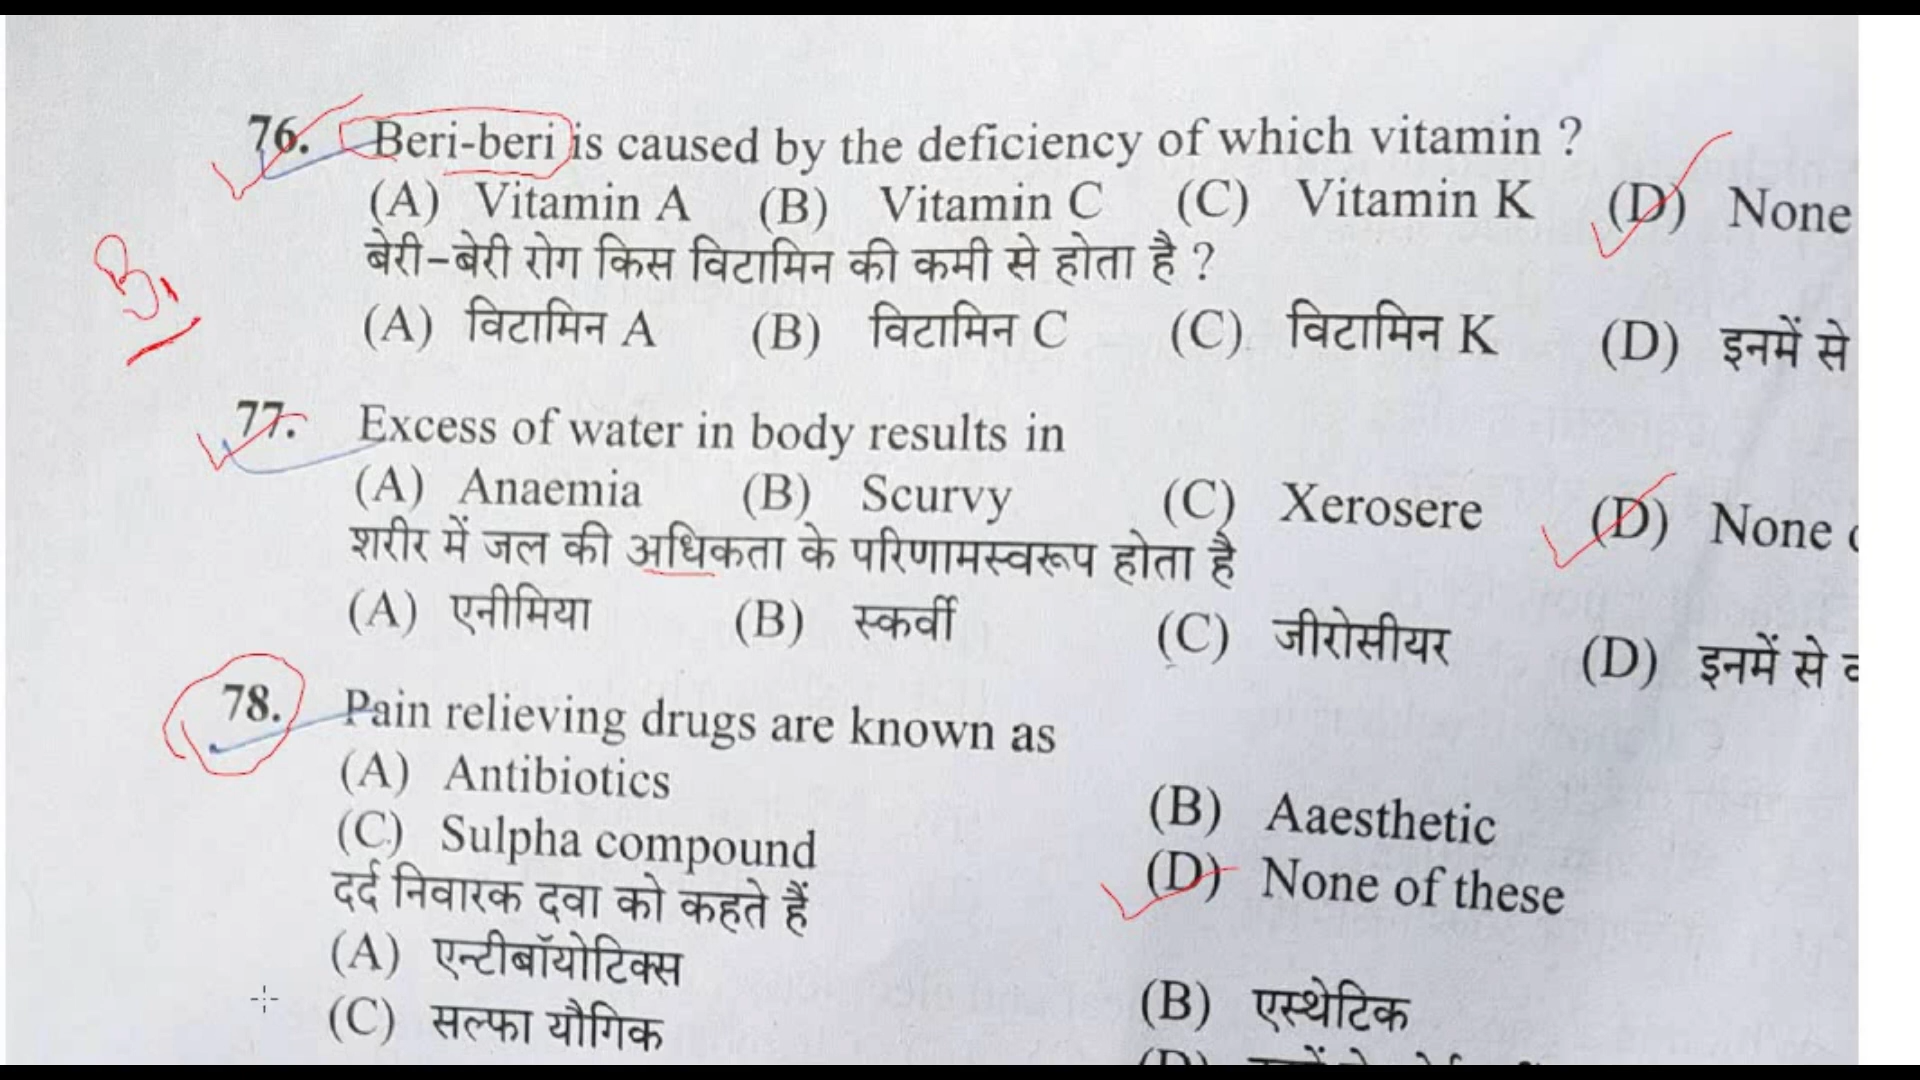 76. Beri-beri is caused by the deficiency of which vitamin ?
(A) Vitamin A (B) Vitamin C (C) Vitamin K (D) None
बेरी-बेरी रोग किस विटामिन की कमी से होता है ?
B1
(A) विटामिन A (B) विटामिन C (C) विटामिन K (D) इनमें से
77. Excess of water in body results in
(A) Anaemia (B) Scurvy (C) Xerosere (D) None
शरीर में जल की अधिकता के परिणामस्वरूप होता है
(A) एनीमिया (B) स्कर्वी (C) जीरोसीयर (D) इनमें से
78. Pain relieving drugs are known as
(A) Antibiotics (B) Aaesthetic
(C) Sulpha compound (D) None of these
दर्द निवारक दवा को कहते हैं
(A) एन्टीबॉयोटिक्स (B) एस्थेटिक
(C) सल्फा यौगिक